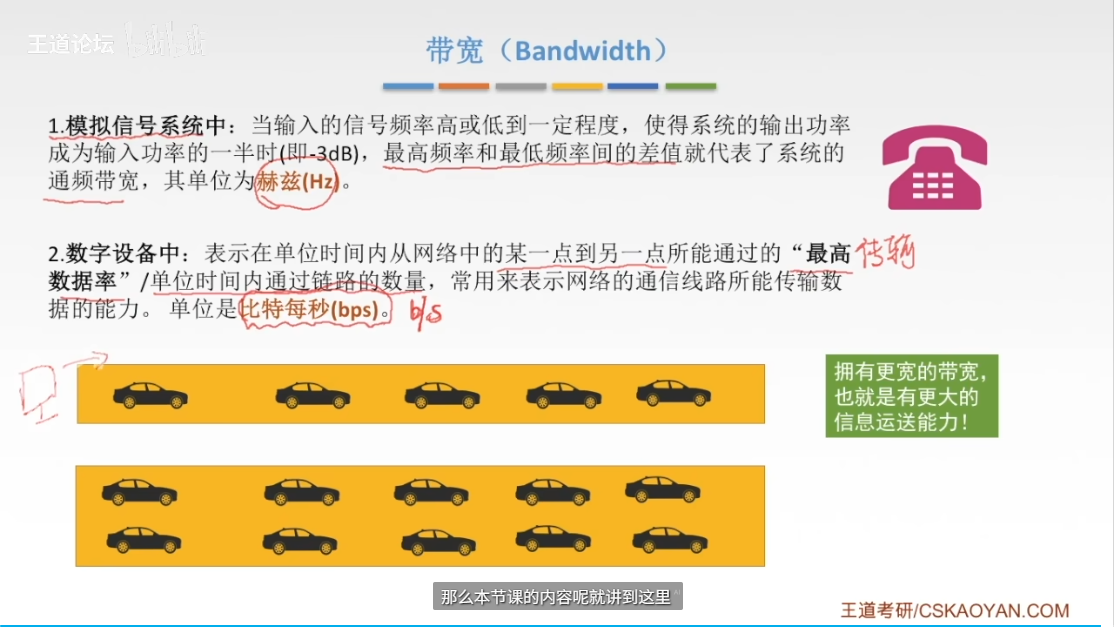 王道论坛
带宽（Bandwidth）
1.模拟信号系统中：当输入的信号频率高或低到一定程度，使得系统的输出功率
成为输入功率的一半时(即-3dB)，最高频率和最低频率间的差值就代表了系统的
通频带宽，其单位为赫兹(Hz)。
2.数字设备中：表示在单位时间内从网络中的某一点到另一点所能通过的“最高
传输
数据率”/单位时间内通过链路的数量，常用来表示网络的通信线路所能传输数
据的能力。 单位是比特每秒(bps)。 b/s
拥有更宽的带宽，
也就是有更大的
信息运送能力！
那么本节课的内容呢就讲到这里
王道考研/CSKAOYAN.COM